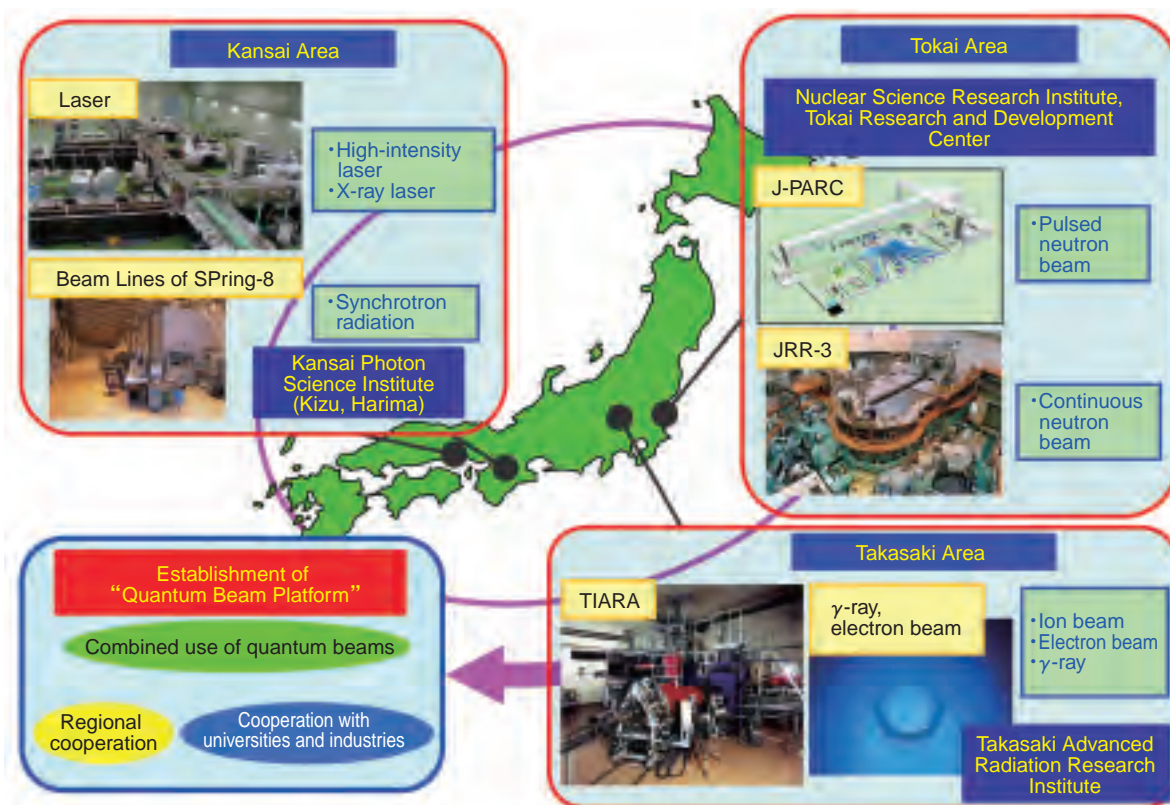 Kansai Area
Laser
・High-intensity
laser
・X-ray laser
Beam Lines of SPring-8
・Synchrotron
radiation
Kansai Photon
Science Institute
(Kizu, Harima)
Tokai Area
Nuclear Science Research Institute,
Tokai Research and Development
Center
J-PARC
・Pulsed
neutron
beam
JRR-3
・Continuous
neutron
beam
Establishment of
“Quantum Beam Platform”
Combined use of quantum beams
Regional
cooperation
Cooperation with
universities and industries
Takasaki Area
TIARA
γ-ray,
electron beam
・Ion beam
・Electron beam
・γ-ray
Takasaki Advanced
Radiation Research
Institute